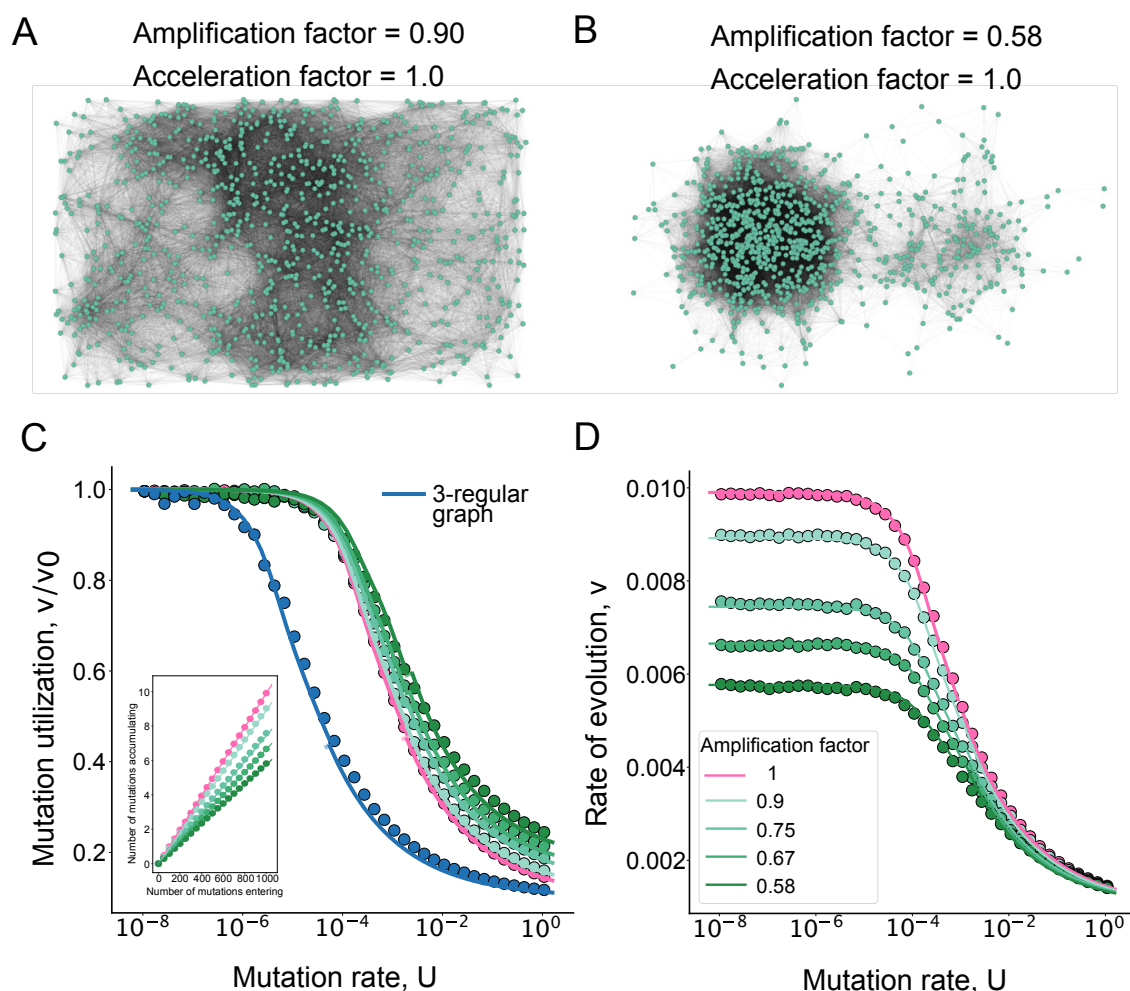 A
Amplification factor = 0.90
Acceleration factor = 1.0
B
Amplification factor = 0.58
Acceleration factor = 1.0
C
Mutation utilization, v/v0
1.0
0.8
0.6
0.4
0.2
3-regular
graph
Number of mutations accumulating
10
8
6
4
2
0
0 200 400 600 800 1000
Number of mutations entering
10⁻⁸ 10⁻⁶ 10⁻⁴ 10⁻² 10⁰
Mutation rate, U
D
Rate of evolution, v
0.010
0.008
0.006
0.004
0.002
Amplification factor
1
0.9
0.75
0.67
0.58
10⁻⁸ 10⁻⁶ 10⁻⁴ 10⁻² 10⁰
Mutation rate, U